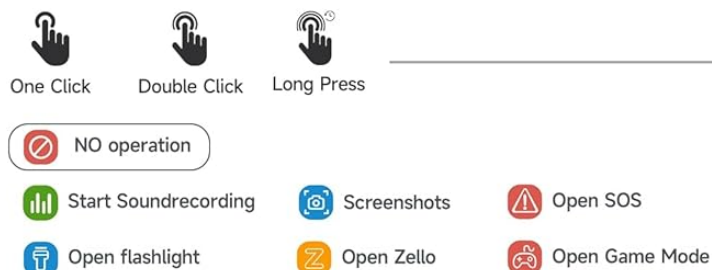 One Click Double Click Long Press
NO operation
Start Soundrecording Screenshots Open SOS
Open flashlight Open Zello Open Game Mode